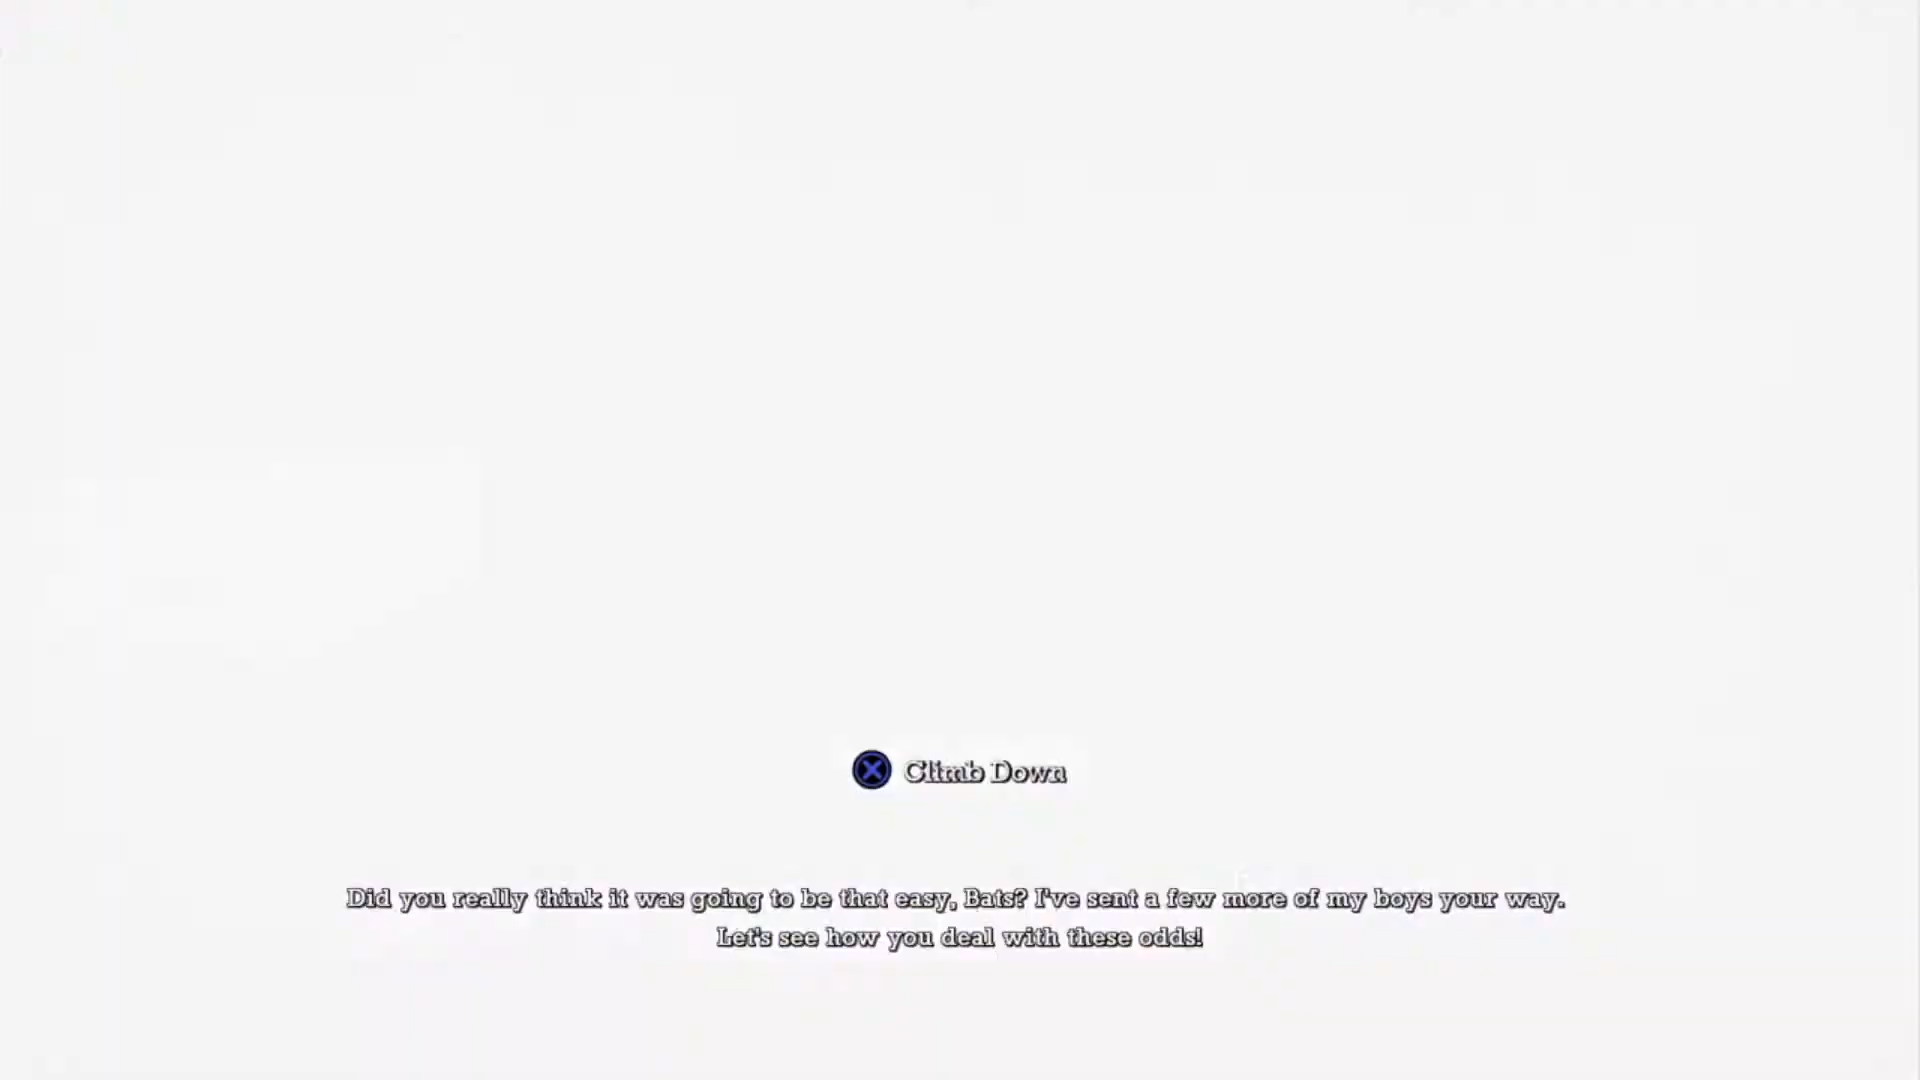 Climb Down
Did you really think it was going to be that easy, Bats? I've sent a few more of my boys your way.
Let's see how you deal with these odds!